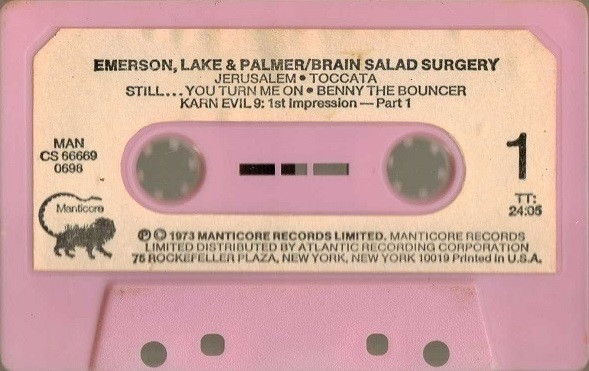 EMERSON, LAKE & PALMER/BRAIN SALAD SURGERY
JERUSALEM • TOCCATA
STILL...YOU TURN ME ON • BENNY THE BOUNCER
KARN EVIL 9: 1st Impression — Part 1
MAN
CS 66669
0698
Manticore
1
TT:
24:05
Ⓟ © 1973 MANTICORE RECORDS LIMITED. MANTICORE RECORDS
LIMITED DISTRIBUTED BY ATLANTIC RECORDING CORPORATION
75 ROCKEFELLER PLAZA, NEW YORK, NEW YORK 10019 Printed in U.S.A.